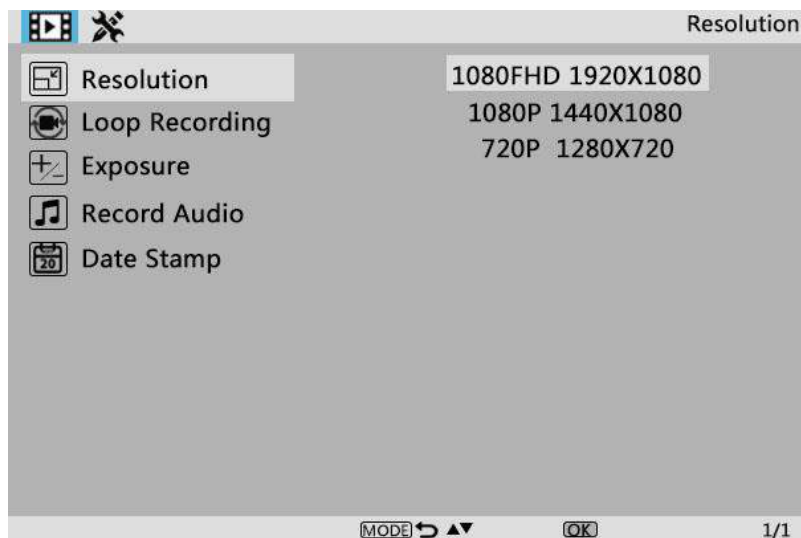 Resolution
Resolution
1080FHD 1920X1080
Loop Recording
1080P 1440X1080
Exposure
720P 1280X720
Record Audio
20
Date Stamp
MODE OK 1/1